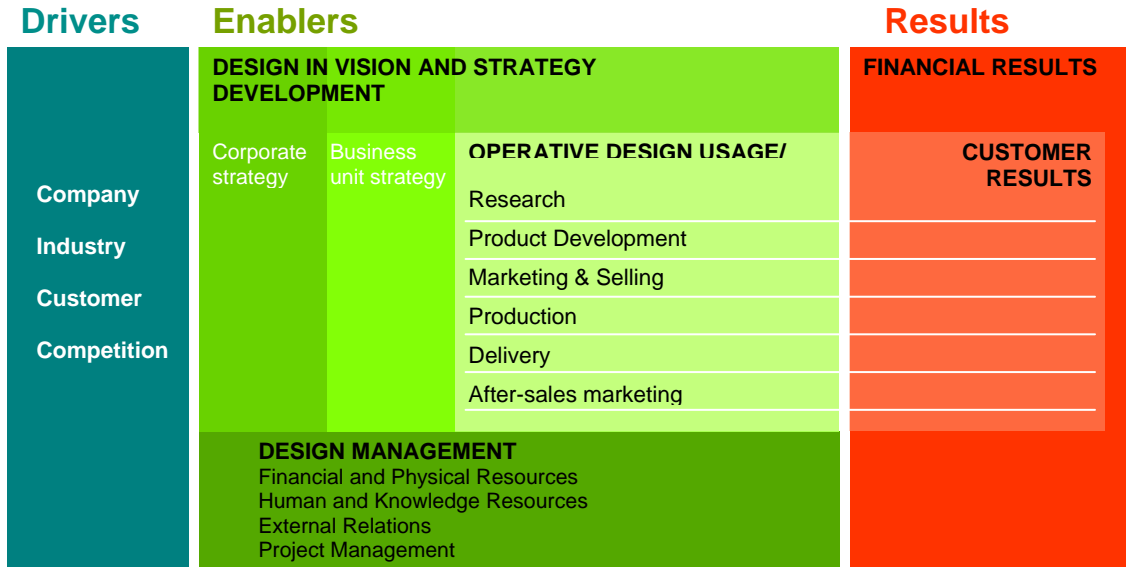 Drivers
Enablers
Results
Company
Industry
Customer
Competition
DESIGN IN VISION AND STRATEGY
DEVELOPMENT
Corporate
strategy
Business
unit strategy
OPERATIVE DESIGN USAGE/
Research
Product Development
Marketing & Selling
Production
Delivery
After-sales marketing
DESIGN MANAGEMENT
Financial and Physical Resources
Human and Knowledge Resources
External Relations
Project Management
FINANCIAL RESULTS
CUSTOMER
RESULTS